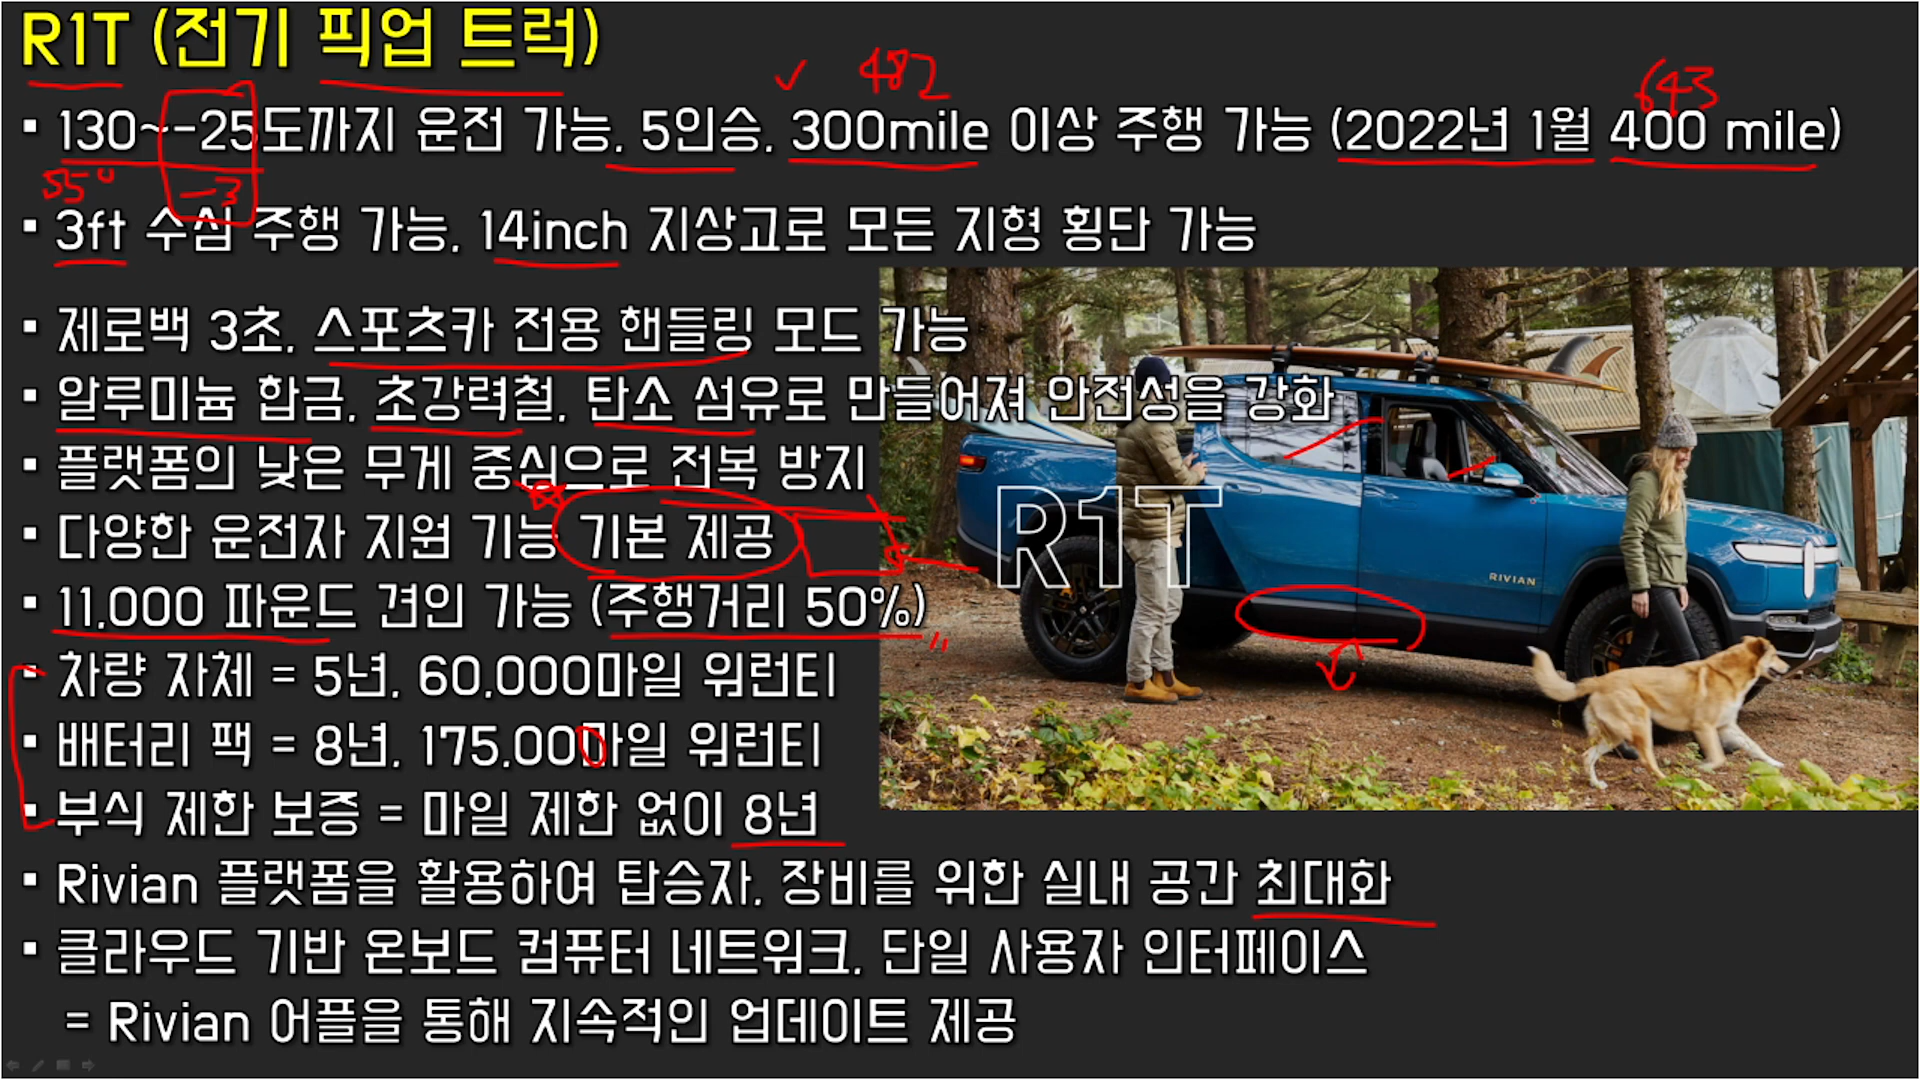 R1T (전기 픽업 트럭)
482
643
▪ 130~-25도까지 운전 가능, 5인승, 300mile 이상 주행 가능 (2022년 1월 400 mile)
55°
-3
▪ 3ft 수심 주행 가능, 14inch 지상고로 모든 지형 횡단 가능
▪ 제로백 3초, 스포츠카 전용 핸들링 모드 가능
▪ 알루미늄 합금, 초강력철, 탄소 섬유로 만들어져 안전성을 강화
▪ 플랫폼의 낮은 무게 중심으로 전복 방지
R1T
▪ 다양한 운전자 지원 기능 기본 제공
RIVIAN
▪ 11,000 파운드 견인 가능 (주행거리 50%)
▪ 차량 자체 = 5년, 60,000마일 워런티
▪ 배터리 팩 = 8년, 175,000마일 워런티
▪ 부식 제한 보증 = 마일 제한 없이 8년
▪ Rivian 플랫폼을 활용하여 탑승자, 장비를 위한 실내 공간 최대화
▪ 클라우드 기반 온보드 컴퓨터 네트워크, 단일 사용자 인터페이스
= Rivian 어플을 통해 지속적인 업데이트 제공